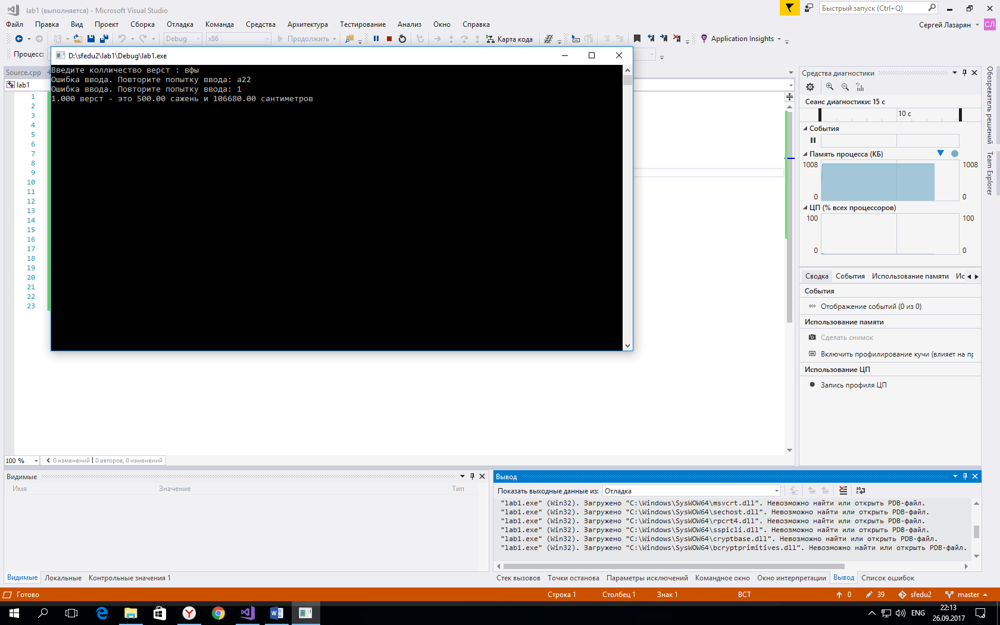 lab1 (выполняется) - Microsoft Visual Studio
Быстрый запуск (Ctrl+Q)
Файл Правка Вид Проект Сборка Отладка Команда Средства Архитектура Тестирование Анализ Окно Справка
Сергей Лазарян СЛ
Debug x86 Продолжить Карта кода Application Insights
Процесс:
D:\sfedu2\lab1\Debug\lab1.exe
Source.cpp
lab1
Введите колличество верст : вфы
Ошибка ввода. Повторите попытку ввода: а22
Ошибка ввода. Повторите попытку ввода: 1
1.000 верст - это 500.00 сажень и 106680.00 сантиметров
1
2
3
4
5
6
7
8
9
10
11
12
13
14
15
16
17
18
19
20
21
22
23
100 %
0 изменений | 0 авторов, 0 изменений
Средства диагностики
Сеанс диагностики: 15 с
10 с
События
Память процесса (КБ)
1008 1008
0 0
ЦП (% всех процессоров)
100 100
0 0
Сводка События Использование памяти Ис
События
Отображение событий (0 из 0)
Использование памяти
Сделать снимок
Включить профилирование кучи (влияет на пр
Использование ЦП
Запись профиля ЦП
Обозреватель решений
Team Explorer
Видимые
Имя Значение Тип
Видимые Локальные Контрольные значения 1
Вывод
Показать выходные данные из: Отладка
"lab1.exe" (Win32). Загружено "C:\Windows\SysWOW64\msvcrt.dll". Невозможно найти или открыть PDB-файл.
"lab1.exe" (Win32). Загружено "C:\Windows\SysWOW64\sechost.dll". Невозможно найти или открыть PDB-файл.
"lab1.exe" (Win32). Загружено "C:\Windows\SysWOW64\rpcrt4.dll". Невозможно найти или открыть PDB-файл.
"lab1.exe" (Win32). Загружено "C:\Windows\SysWOW64\sspicli.dll". Невозможно найти или открыть PDB-файл.
"lab1.exe" (Win32). Загружено "C:\Windows\SysWOW64\cryptbase.dll". Невозможно найти или открыть PDB-файл.
"lab1.exe" (Win32). Загружено "C:\Windows\SysWOW64\bcryptprimitives.dll". Невозможно найти или открыть PDB-файл.
Стек вызовов Точки останова Параметры исключений Командное окно Окно интерпретации Вывод Список ошибок
Готово Строка 1 Столбец 1 Знак 1 ВСТ 0 39 sfedu2 master
ENG 22:13
26.09.2017